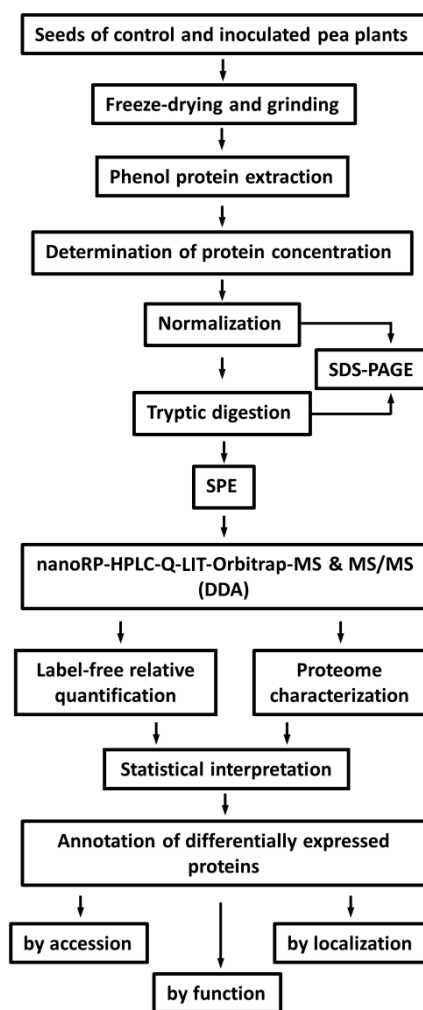 Seeds of control and inoculated pea plants
Freeze-drying and grinding
Phenol protein extraction
Determination of protein concentration
Normalization
SDS-PAGE
Tryptic digestion
SPE
nanoRP-HPLC-Q-LIT-Orbitrap-MS & MS/MS
(DDA)
Label-free relative
quantification
Proteome
characterization
Statistical interpretation
Annotation of differentially expressed
proteins
by accession
by localization
by function